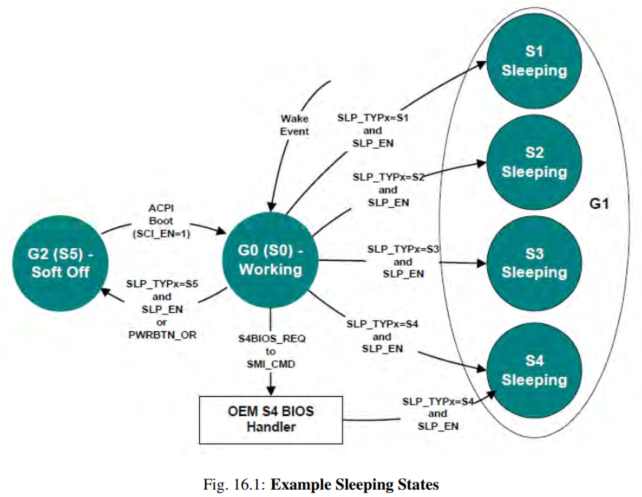 S1
Sleeping
Wake
Event
SLP_TYPx=S1
and
SLP_EN
S2
Sleeping
SLP_TYPx=S2
and
SLP_EN
G1
ACPI
Boot
(SCI_EN=1)
G2 (S5) -
Soft Off
G0 (S0) -
Working
SLP_TYPx=S3
and
SLP_EN
S3
Sleeping
SLP_TYPx=S5
and
SLP_EN
or
PWRBTN_OR
S4BIOS_REQ
to
SMI_CMD
SLP_TYPx=S4
and
SLP_EN
S4
Sleeping
OEM S4 BIOS
Handler
SLP_TYPx=S4
and
SLP_EN
Fig. 16.1: Example Sleeping States